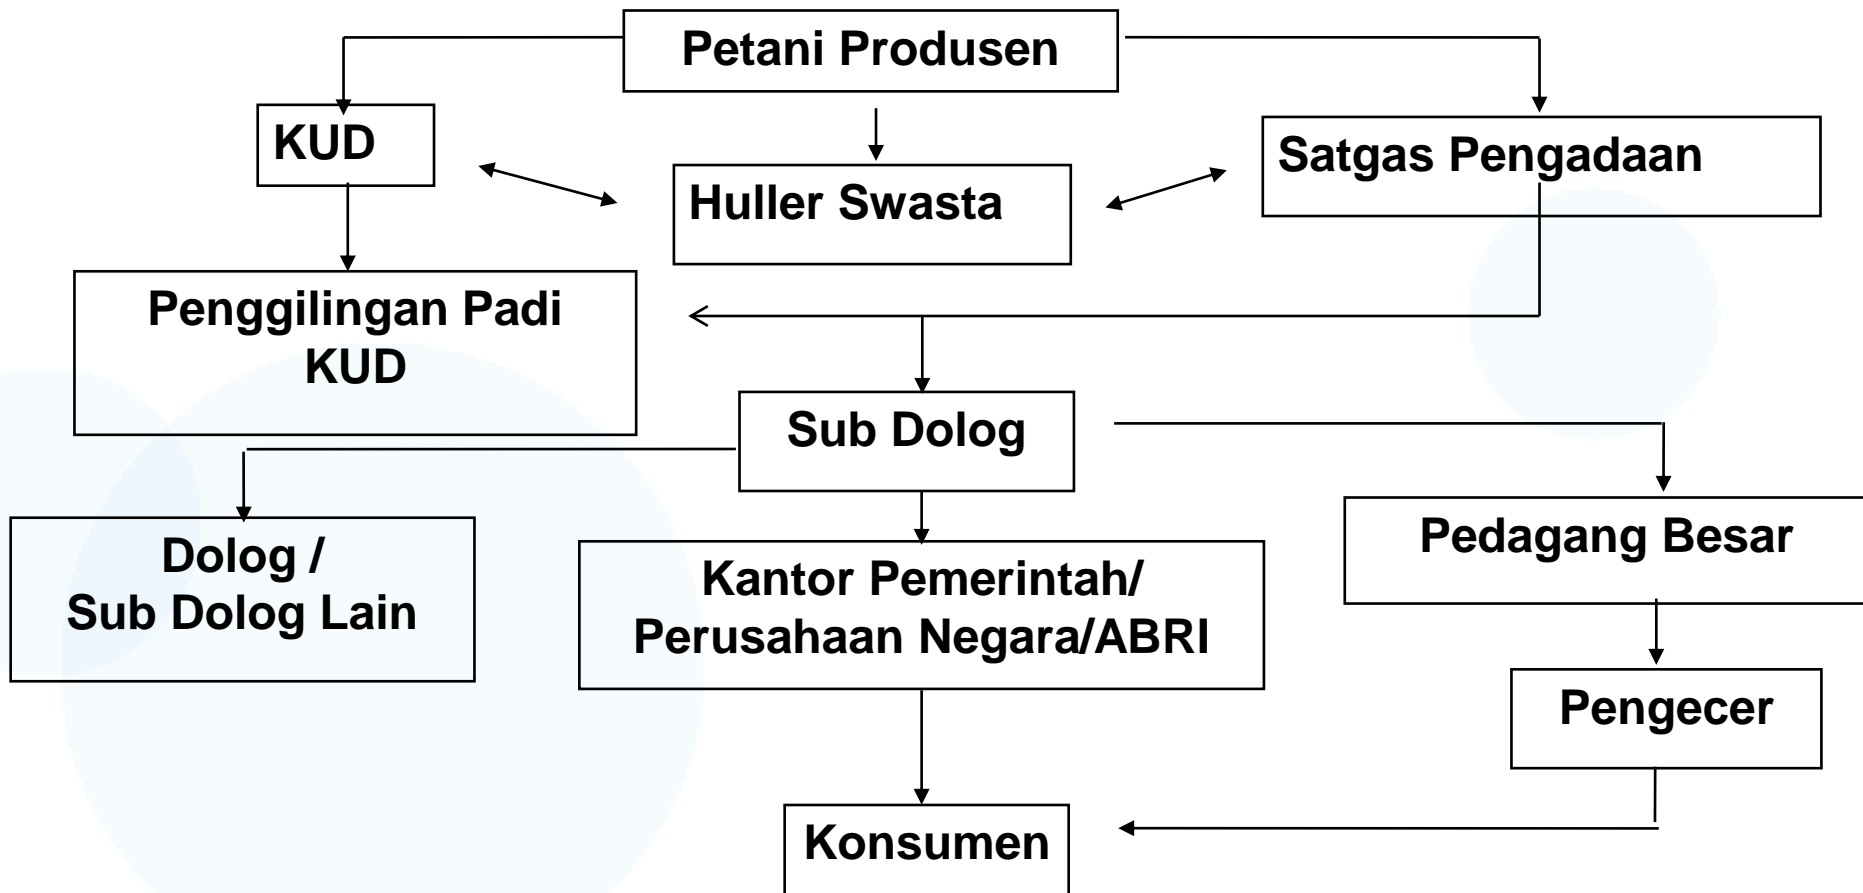 Petani Produsen
KUD
Satgas Pengadaan
Huller Swasta
Penggilingan Padi
KUD
Sub Dolog
Pedagang Besar
Dolog /
Sub Dolog Lain
Kantor Pemerintah/
Perusahaan Negara/ABRI
Pengecer
Konsumen